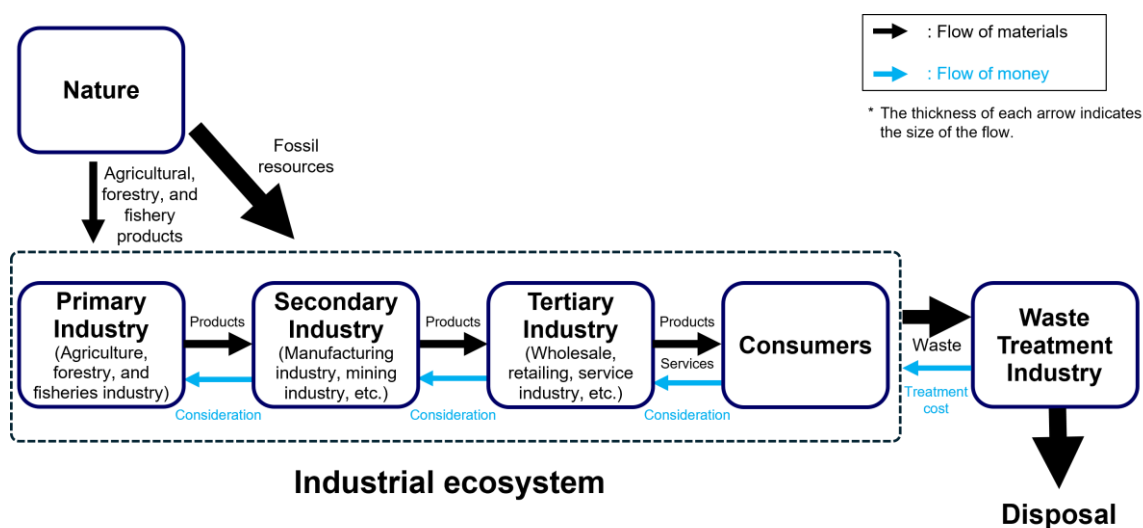 : Flow of materials
: Flow of money
* The thickness of each arrow indicates
the size of the flow.
Nature
Fossil
resources
Agricultural,
forestry, and
fishery
products
Primary
Industry
(Agriculture,
forestry, and
fisheries industry)
Products
Consideration
Secondary
Industry
(Manufacturing
industry, mining
industry, etc.)
Products
Consideration
Tertiary
Industry
(Wholesale,
retailing, service
industry, etc.)
Products
Services
Consideration
Consumers
Waste
Treatment
cost
Waste
Treatment
Industry
Industrial ecosystem
Disposal